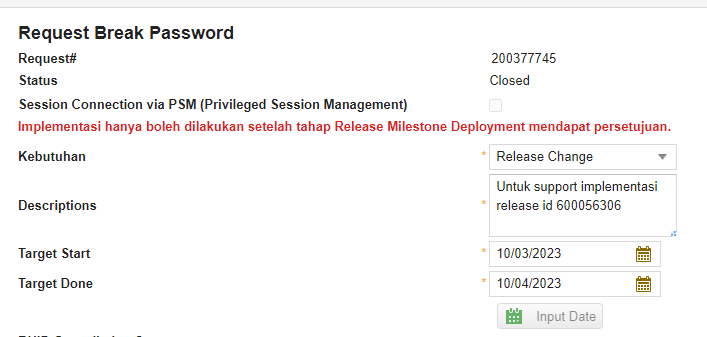 Request Break Password
Request# 200377745
Status Closed
Session Connection via PSM (Privileged Session Management)
Implementasi hanya boleh dilakukan setelah tahap Release Milestone Deployment mendapat persetujuan.
Kebutuhan * Release Change
Descriptions * Untuk support implementasi
release id 600056306
Target Start * 10/03/2023
Target Done * 10/04/2023
Input Date